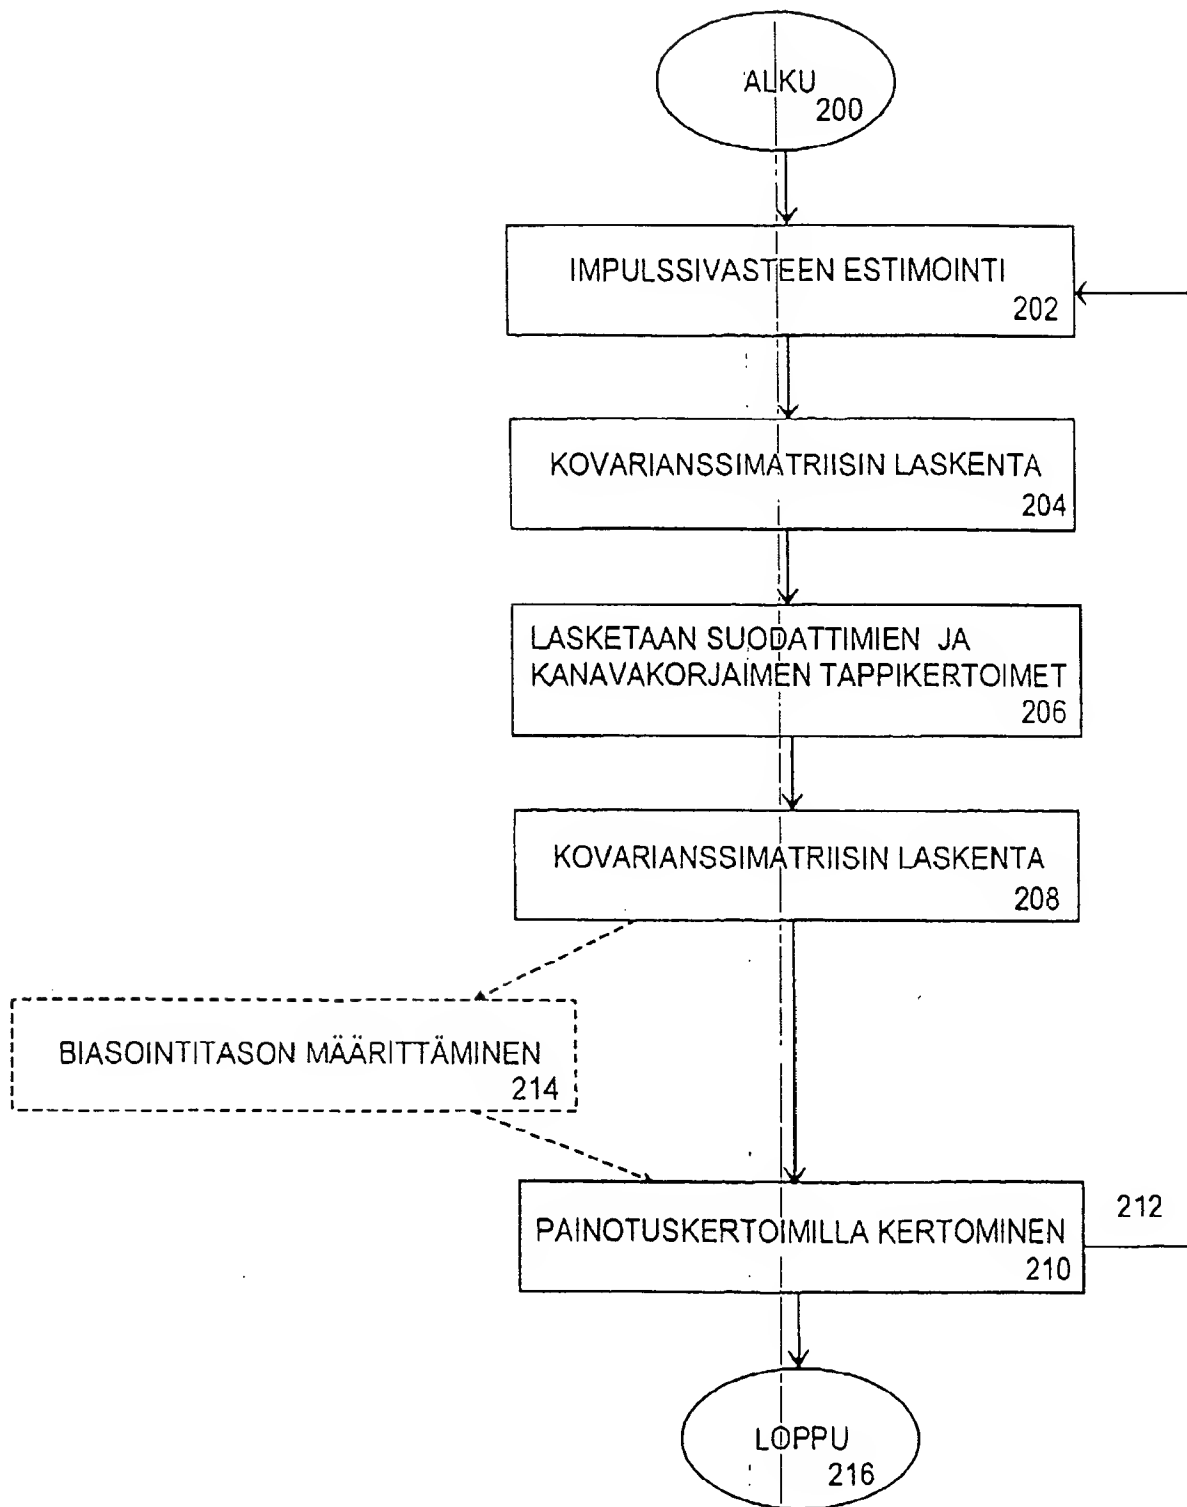 ALKU
200
IMPULSSIVASTEEN ESTIMOINTI
202
KOVARIANSSIMATRIISIN LASKENTA
204
LASKETAAN SUODATTIMIEN JA
KANAVAKORJAIMEN TAPPIKERTOIMET
206
KOVARIANSSIMATRIISIN LASKENTA
208
BIASOINTITASON MÄÄRITTÄMINEN
214
212
PAINOTUSKERTOIMILLA KERTOMINEN
210
LOPPU
216